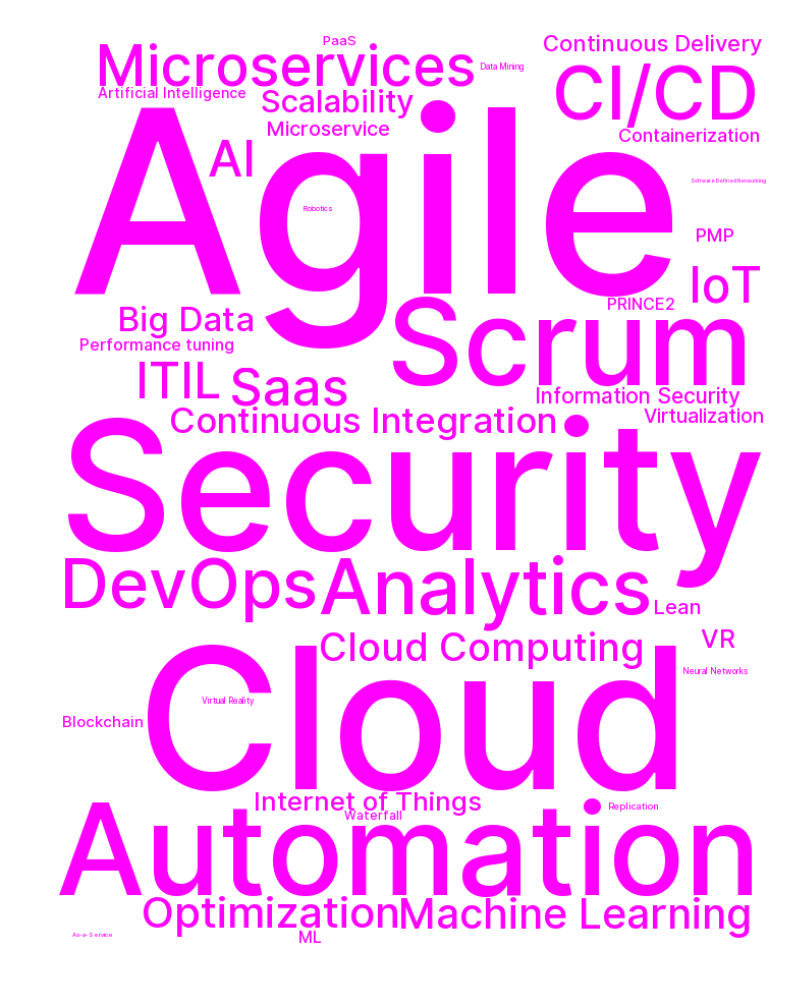 PaaS
Continuous Delivery
Microservices
Data Mining
CI/CD
Artificial Intelligence
Scalability
Microservice
Containerization
Agile
AI
Software Defined Networking
Robotics
PMP
IoT
PRINCE2
Big Data
Scrum
Performance tuning
ITIL
Saas
Information Security
Continuous Integration
Virtualization
Security
DevOps
Analytics
Lean
Cloud Computing
VR
Neural Networks
Cloud
Virtual Reality
Blockchain
Internet of Things
Replication
Waterfall
Automation
Optimization
Machine Learning
As-a-Service
ML